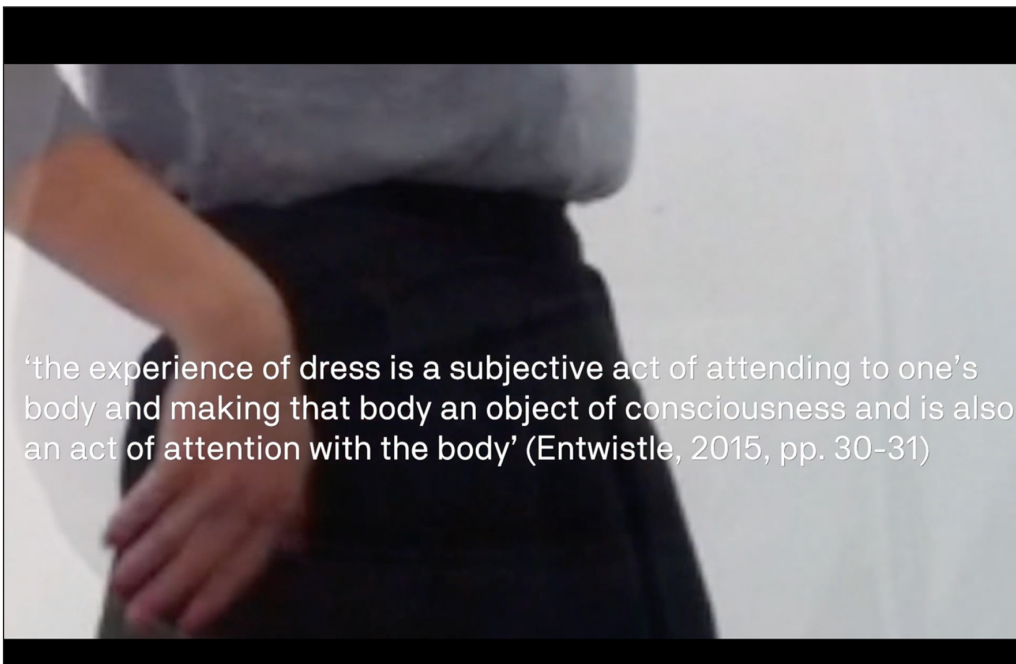 ‘the experience of dress is a subjective act of attending to one’s
body and making that body an object of consciousness and is also
an act of attention with the body’ (Entwistle, 2015, pp. 30-31)